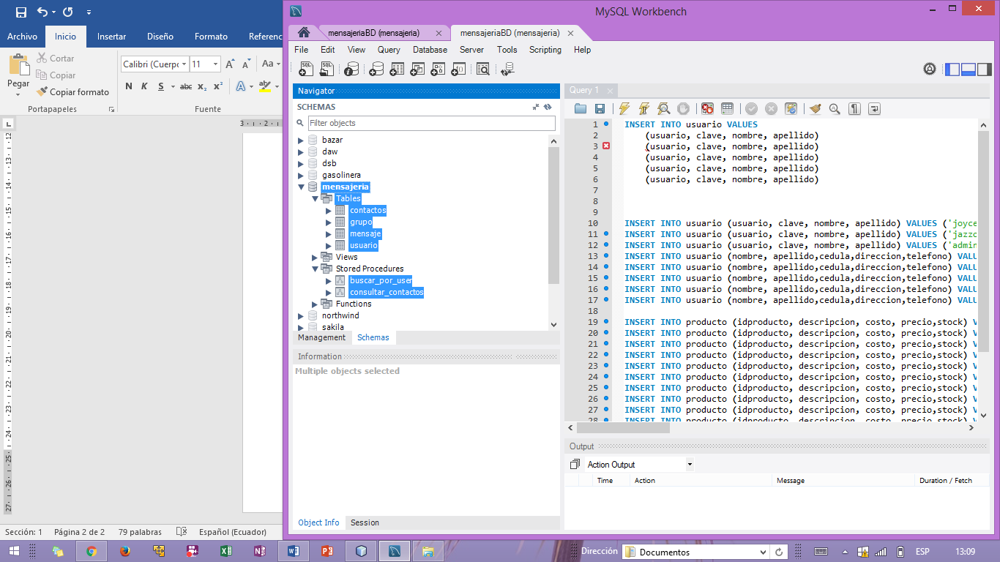 MySQL Workbench
Archivo Inicio Insertar Diseño Formato Referenc
mensajeriaBD (mensajeria) mensajeriaBD (mensajeria)
File Edit View Query Database Server Tools Scripting Help
Cortar
Copiar
Pegar
Copiar formato
Calibri (Cuerpo 11 Aa
N K S abc x₂ x² A ab
Portapapeles Fuente
L
3 2
Navigator
SCHEMAS
Filter objects
bazar
daw
dsb
gasolinera
mensajeria
Tables
contactos
grupo
mensaje
usuario
Views
Stored Procedures
buscar_por_user
consultar_contactos
Functions
northwind
sakila
Management Schemas
Information
Multiple objects selected
Object Info Session
Query 1
1 INSERT INTO usuario VALUES
2 (usuario, clave, nombre, apellido)
3 (usuario, clave, nombre, apellido)
4 (usuario, clave, nombre, apellido)
5 (usuario, clave, nombre, apellido)
6 (usuario, clave, nombre, apellido)
7
8
9
10 INSERT INTO usuario (usuario, clave, nombre, apellido) VALUES ('joyce
11 INSERT INTO usuario (usuario, clave, nombre, apellido) VALUES ('jazzc
12 INSERT INTO usuario (usuario, clave, nombre, apellido) VALUES ('admin
13 INSERT INTO usuario (nombre, apellido,cedula,direccion,telefono) VALU
14 INSERT INTO usuario (nombre, apellido,cedula,direccion,telefono) VALU
15 INSERT INTO usuario (nombre, apellido,cedula,direccion,telefono) VALU
16 INSERT INTO usuario (nombre, apellido,cedula,direccion,telefono) VALU
17 INSERT INTO usuario (nombre, apellido,cedula,direccion,telefono) VALU
18
19 INSERT INTO producto (idproducto, descripcion, costo, precio,stock) V
20 INSERT INTO producto (idproducto, descripcion, costo, precio,stock) V
21 INSERT INTO producto (idproducto, descripcion, costo, precio,stock) V
22 INSERT INTO producto (idproducto, descripcion, costo, precio,stock) V
23 INSERT INTO producto (idproducto, descripcion, costo, precio,stock) V
24 INSERT INTO producto (idproducto, descripcion, costo, precio,stock) V
25 INSERT INTO producto (idproducto, descripcion, costo, precio,stock) V
26 INSERT INTO producto (idproducto, descripcion, costo, precio,stock) V
27 INSERT INTO producto (idproducto, descripcion, costo, precio,stock) V
28 INSERT INTO producto (idproducto, descripcion, costo, precio,stock) V
Output
Action Output
Time Action Message Duration / Fetch
Sección: 1 Página 2 de 2 79 palabras Español (Ecuador)
Dirección Documentos ESP 13:09